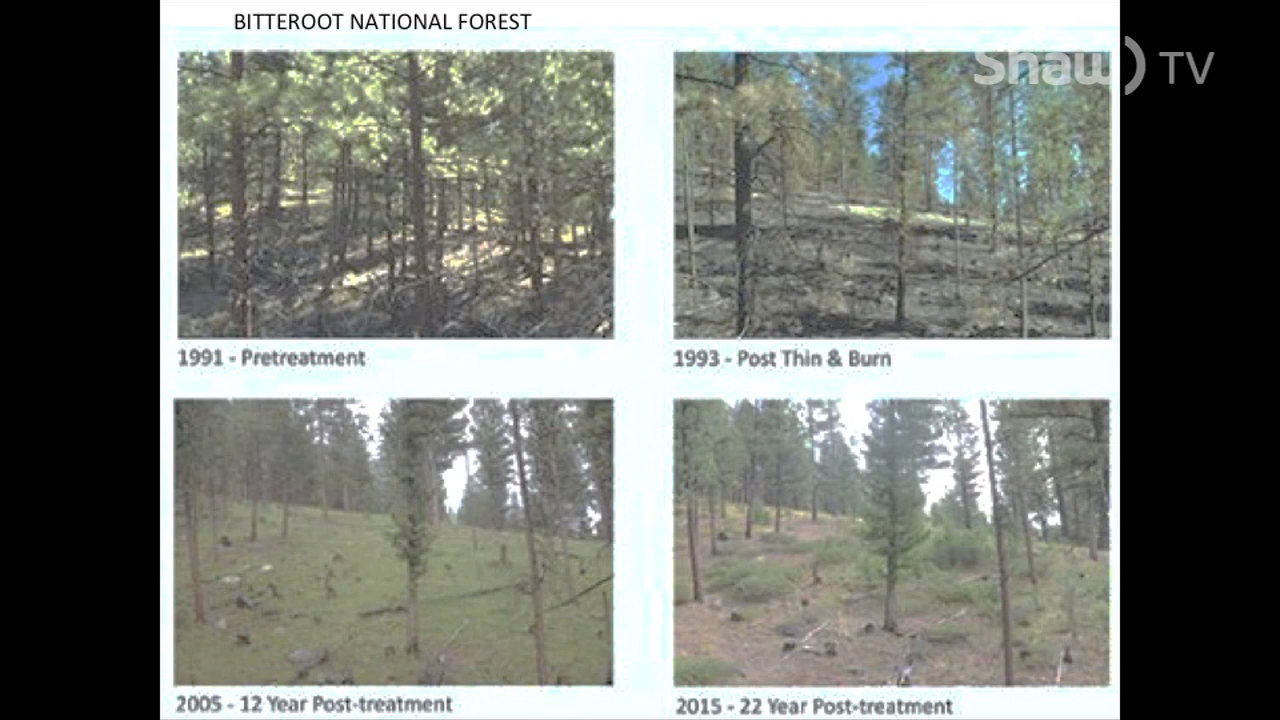 BITTEROOT NATIONAL FOREST
Shaw) TV
1991 - Pretreatment
1993 - Post Thin & Burn
2005 - 12 Year Post-treatment
2015 - 22 Year Post-treatment